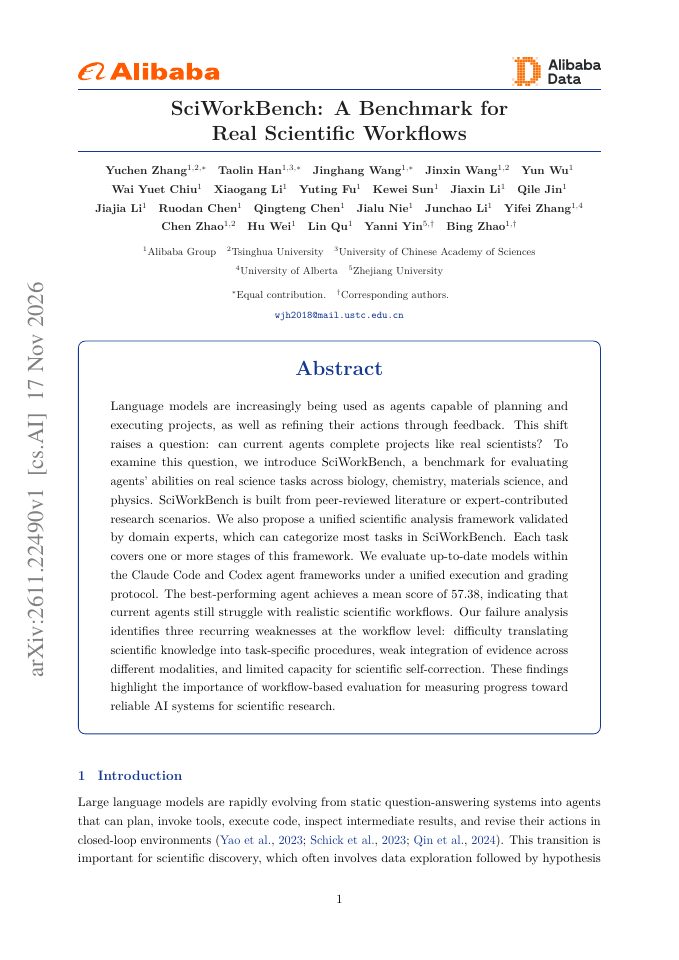 Alibaba
Alibaba
Data
SciWorkBench: A Benchmark for
Real Scientific Workflows
Yuchen Zhang1,2,∗ Taolin Han1,3,∗ Jinghang Wang1,∗ Jinxin Wang1,2 Yun Wu1
Wai Yuet Chiu1 Xiaogang Li1 Yuting Fu1 Kewei Sun1 Jiaxin Li1 Qile Jin1
Jiajia Li1 Ruodan Chen1 Qingteng Chen1 Jialu Nie1 Junchao Li1 Yifei Zhang1,4
Chen Zhao1,2 Hu Wei1 Lin Qu1 Yanni Yin5,† Bing Zhao1,†
1Alibaba Group 2Tsinghua University 3University of Chinese Academy of Sciences
4University of Alberta 5Zhejiang University
∗Equal contribution. †Corresponding authors.
wjh2018@mail.ustc.edu.cn
arXiv:2611.22490v1 [cs.AI] 17 Nov 2026
Abstract
Language models are increasingly being used as agents capable of planning and
executing projects, as well as refining their actions through feedback. This shift
raises a question: can current agents complete projects like real scientists? To
examine this question, we introduce SciWorkBench, a benchmark for evaluating
agents' abilities on real science tasks across biology, chemistry, materials science, and
physics. SciWorkBench is built from peer-reviewed literature or expert-contributed
research scenarios. We also propose a unified scientific analysis framework validated
by domain experts, which can categorize most tasks in SciWorkBench. Each task
covers one or more stages of this framework. We evaluate up-to-date models within
the Claude Code and Codex agent frameworks under a unified execution and grading
protocol. The best-performing agent achieves a mean score of 57.38, indicating that
current agents still struggle with realistic scientific workflows. Our failure analysis
identifies three recurring weaknesses at the workflow level: difficulty translating
scientific knowledge into task-specific procedures, weak integration of evidence across
different modalities, and limited capacity for scientific self-correction. These findings
highlight the importance of workflow-based evaluation for measuring progress toward
reliable AI systems for scientific research.
1 Introduction
Large language models are rapidly evolving from static question-answering systems into agents
that can plan, invoke tools, execute code, inspect intermediate results, and revise their actions in
closed-loop environments (Yao et al., 2023; Schick et al., 2023; Qin et al., 2024). This transition is
important for scientific discovery, which often involves data exploration followed by hypothesis
1